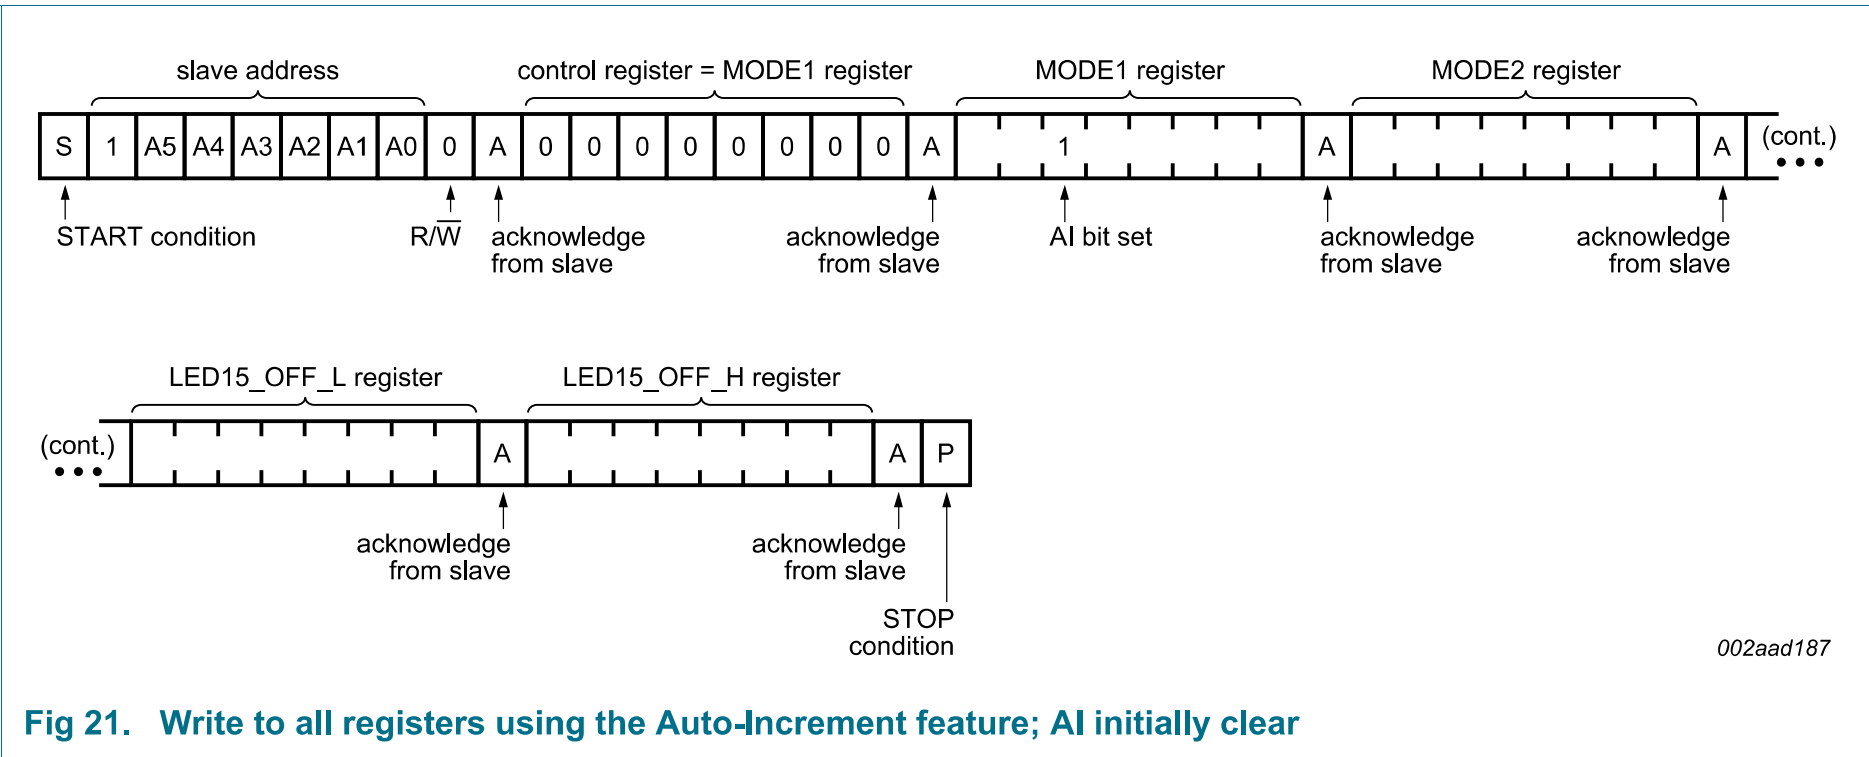 slave address control register = MODE1 register MODE1 register MODE2 register
S 1 A5 A4 A3 A2 A1 A0 0 A 0 0 0 0 0 0 0 0 A 1 A A (cont.)
START condition R/W acknowledge acknowledge AI bit set acknowledge acknowledge
from slave from slave from slave from slave
LED15_OFF_L register LED15_OFF_H register
(cont.) A A P
acknowledge acknowledge
from slave from slave
STOP
condition
002aad187
Fig 21. Write to all registers using the Auto-Increment feature; AI initially clear